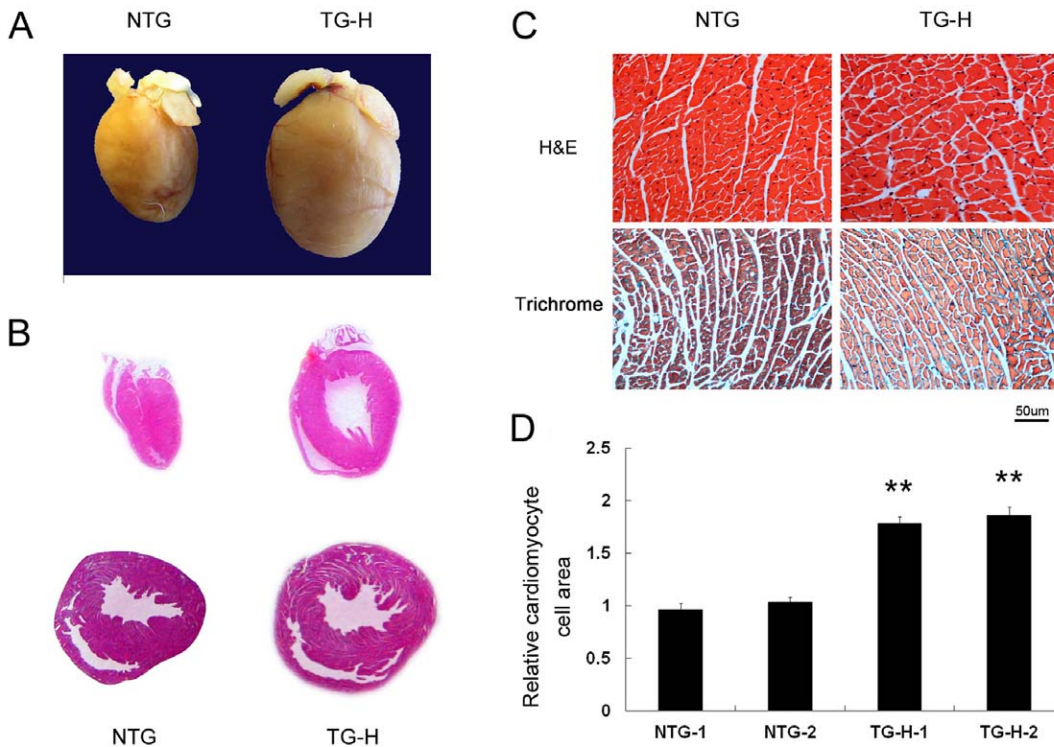 A
NTG
TG-H
B
NTG
TG-H
C
NTG
TG-H
H&E
Trichrome
50um
D
Relative cardiomyocyte
cell area
2.5
2
1.5
1
0.5
0
NTG-1
NTG-2
TG-H-1
TG-H-2
**
**